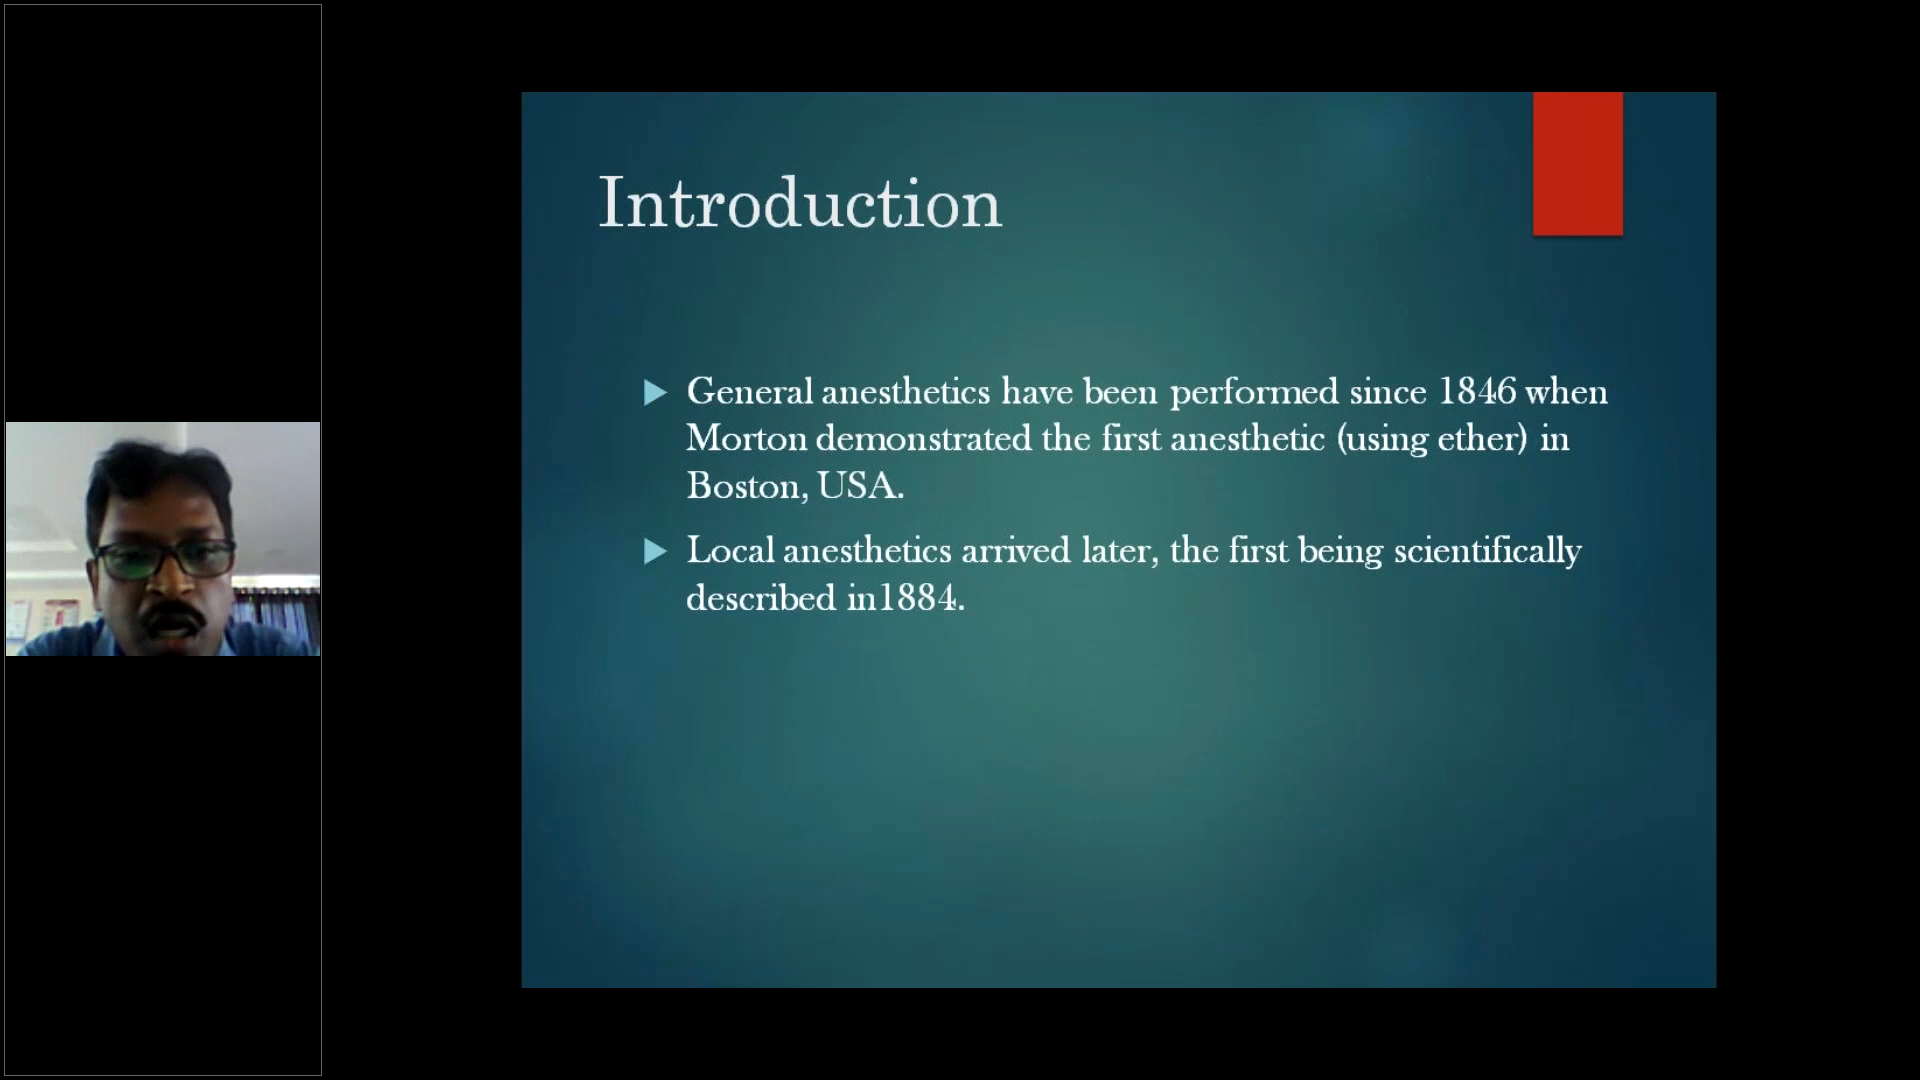 Introduction
General anesthetics have been performed since 1846 when
Morton demonstrated the first anesthetic (using ether) in
Boston, USA.
Local anesthetics arrived later, the first being scientifically
described in1884.